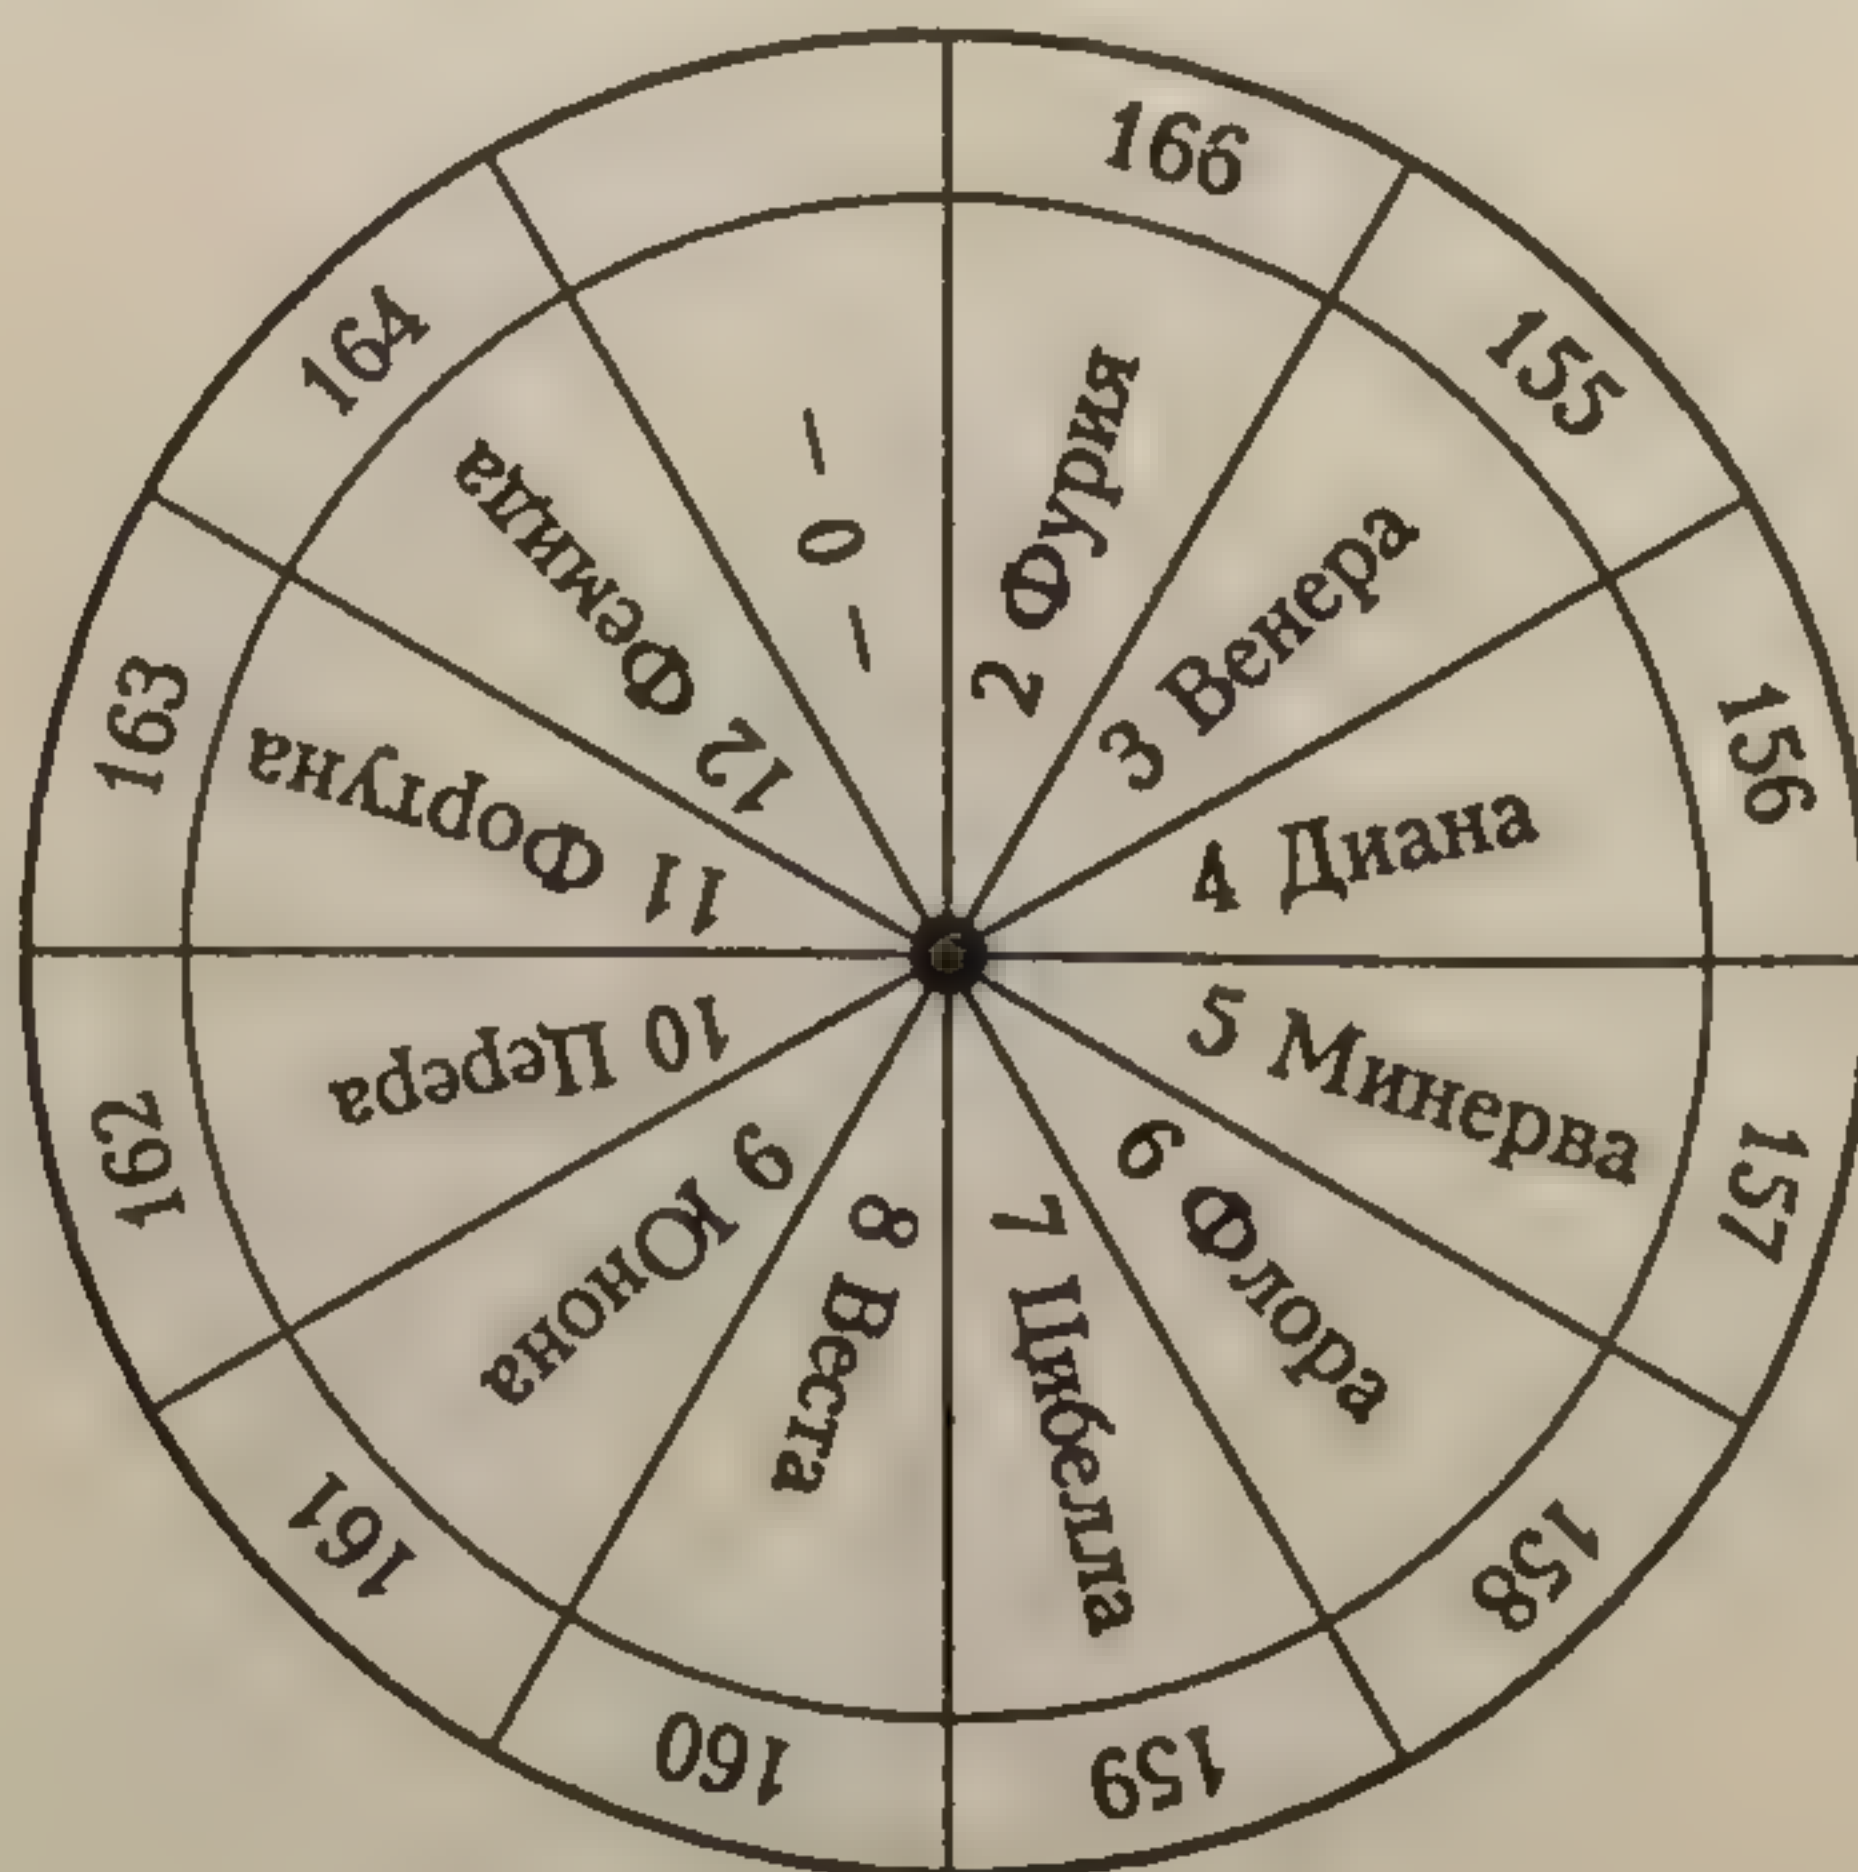 166
2 Фурия
155
3 Венера
156
4 Диана
157
5 Минерва
158
6 Флора
159
7 Цибелла
160
8 Веста
161
9 Юнона
162
10 Церера
163
11 Фортуна
164
12 Фемида
— 0 —